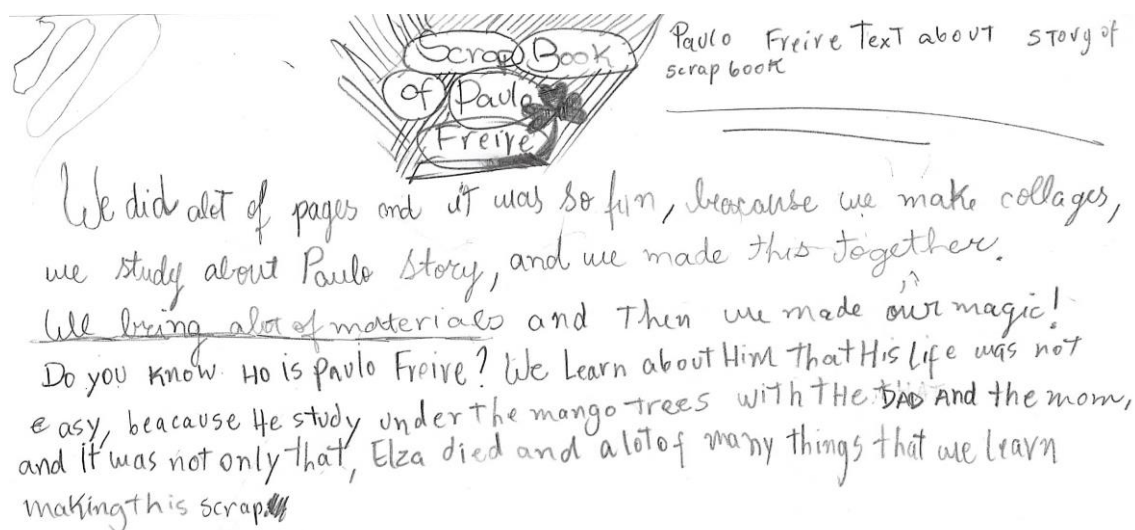 Scrap Book
of Paulo
Freire
Paulo Freire Text about story of
scrap book
We did alot of pages and it was so fun, beacause we make collages,
we study about Paulo story, and we made this together.
We bring alot of materials and then we made our magic!
Do you know Ho is Paulo Freire? We Learn about Him that His life was not
easy, beacause He study under the mango trees with tHe DAD And the mom,
and it was not only that, Elza died and a lot of many things that we learn
making this scrap